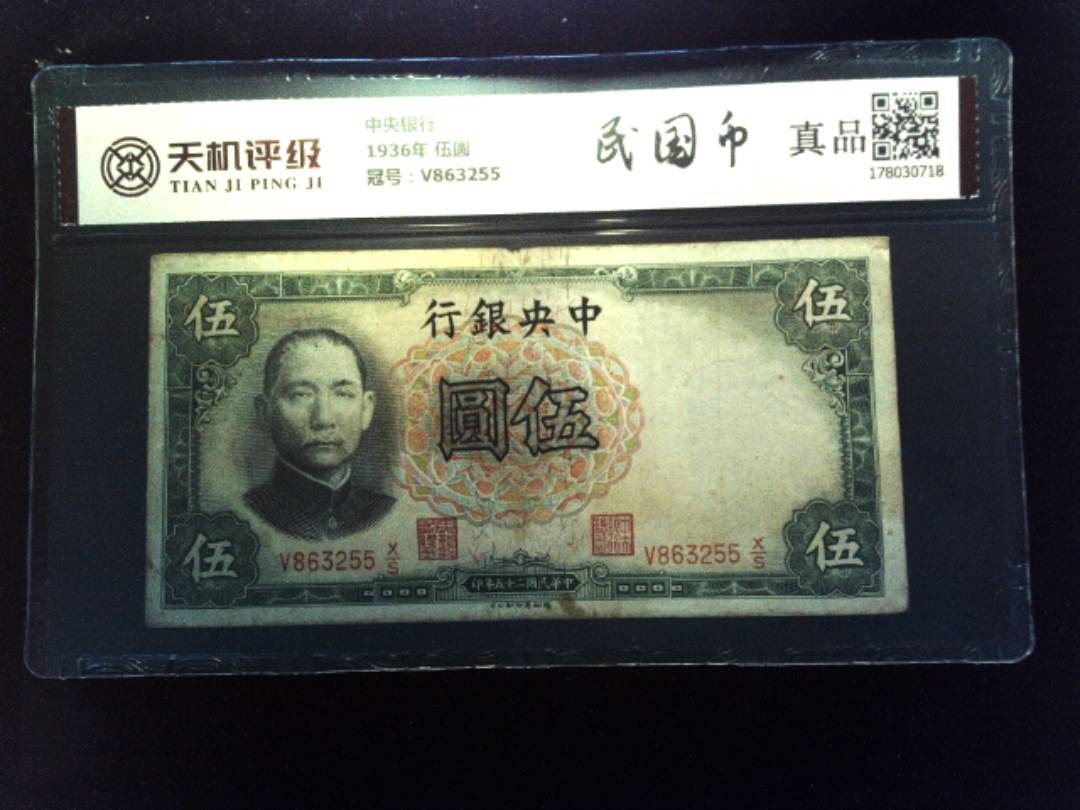 天机评级
TIAN JI PING JI
中央银行
1936年 伍圆
冠号：V863255
民国币
真品
178030718
伍
伍
行銀央中
圓伍
伍
伍
V863255 X/S
V863255 X/S
印年五十二國民華中